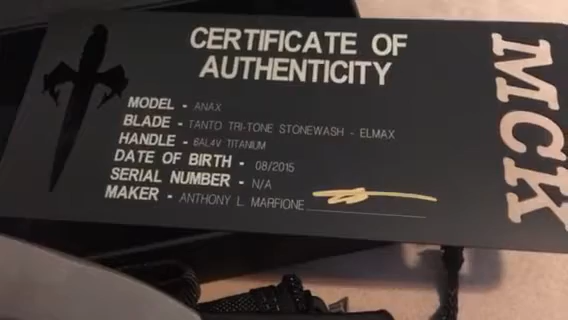 CERTIFICATE OF
AUTHENTICITY
MODEL - ANAX
BLADE - TANTO TRI-TONE STONEWASH - ELMAX
HANDLE - 6AL4V TITANIUM
DATE OF BIRTH - 08/2015
SERIAL NUMBER - N/A
MAKER - ANTHONY L. MARFIONE
MCK